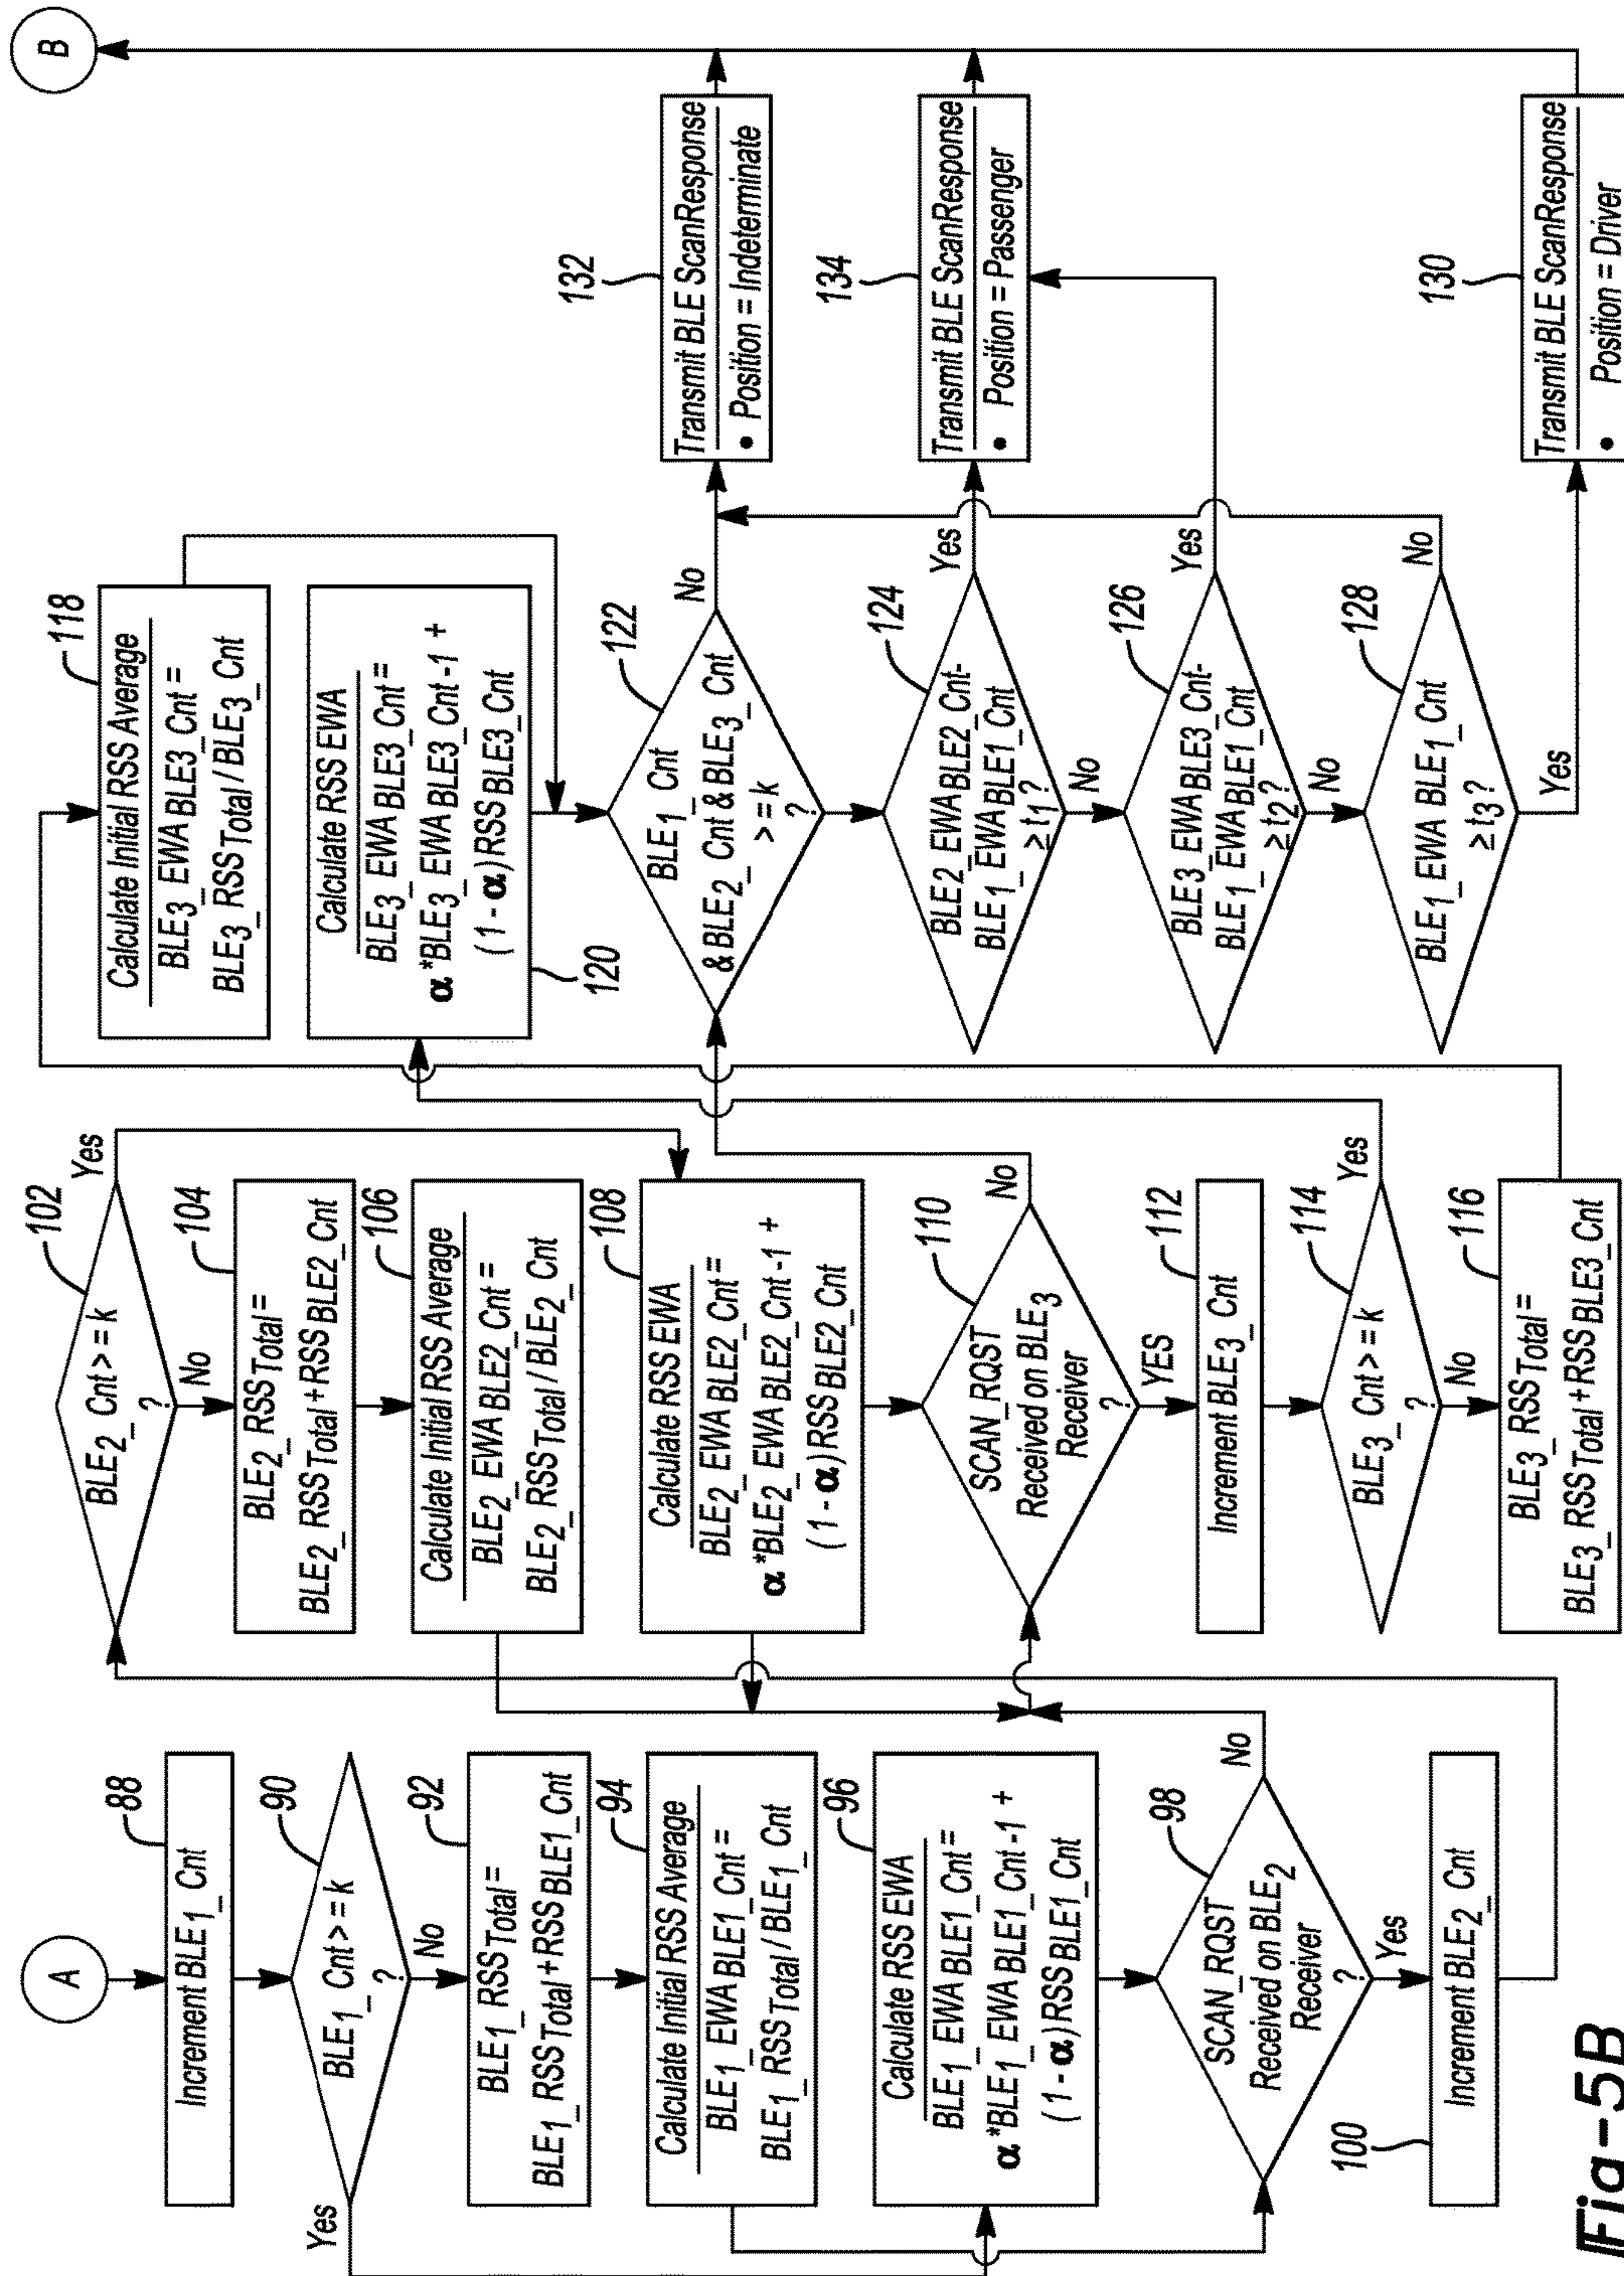 A
88
Increment BLE1_Cnt
90
BLE1_Cnt >= k
?
Yes
No
92
BLE1_RSSTotal =
BLE1_RSSTotal + RSSBLE1_Cnt
94
Calculate Initial RSS Average
BLE1_EWABLE1_Cnt =
BLE1_RSSTotal / BLE1_Cnt
96
Calculate RSS EWA
BLE1_EWABLE1_Cnt =
α*BLE1_EWABLE1_Cnt-1 +
(1-α)RSSBLE1_Cnt
98
SCAN_RQST
Received on BLE2
Receiver
?
No
Yes
100
Increment BLE2_Cnt
102
BLE2_Cnt >= k
?
Yes
No
104
BLE2_RSSTotal =
BLE2_RSSTotal + RSSBLE2_Cnt
106
Calculate Initial RSS Average
BLE2_EWABLE2_Cnt =
BLE2_RSSTotal / BLE2_Cnt
108
Calculate RSS EWA
BLE2_EWABLE2_Cnt =
α*BLE2_EWABLE2_Cnt-1 +
(1-α)RSSBLE2_Cnt
110
SCAN_RQST
Received on BLE3
Receiver
?
No
YES
112
Increment BLE3_Cnt
114
BLE3_Cnt >= k
?
Yes
No
116
BLE3_RSSTotal =
BLE3_RSSTotal + RSSBLE3_Cnt
118
Calculate Initial RSS Average
BLE3_EWABLE3_Cnt =
BLE3_RSSTotal / BLE3_Cnt
Calculate RSS EWA
BLE3_EWABLE3_Cnt =
α*BLE3_EWABLE3_Cnt-1 +
(1-α)RSSBLE3_Cnt
120
122
BLE1_Cnt
& BLE2_Cnt & BLE3_Cnt
>= k
?
No
124
BLE2_EWABLE2_Cnt-
BLE1_EWABLE1_Cnt
≥ t1?
Yes
No
126
BLE3_EWABLE3_Cnt-
BLE1_EWABLE1_Cnt
≥ t2?
Yes
No
128
BLE1_EWABLE1_Cnt
≥ t3?
No
Yes
132
Transmit BLE ScanResponse
• Position = Indeterminate
134
Transmit BLE ScanResponse
• Position = Passenger
130
Transmit BLE ScanResponse
• Position = Driver
B
Fig-5B